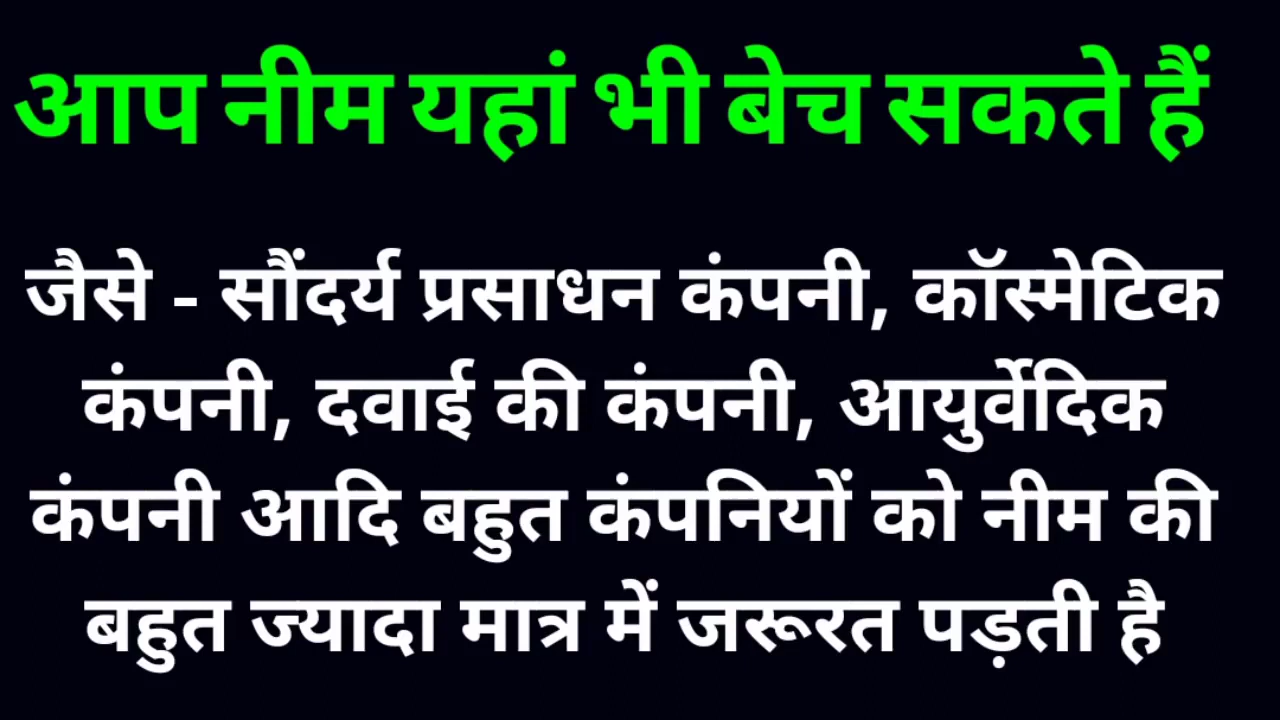 आप नीम यहां भी बेच सकते हैं
जैसे - सौंदर्य प्रसाधन कंपनी, कॉस्मेटिक
कंपनी, दवाई की कंपनी, आयुर्वेदिक
कंपनी आदि बहुत कंपनियों को नीम की
बहुत ज्यादा मात्र में जरूरत पड़ती है